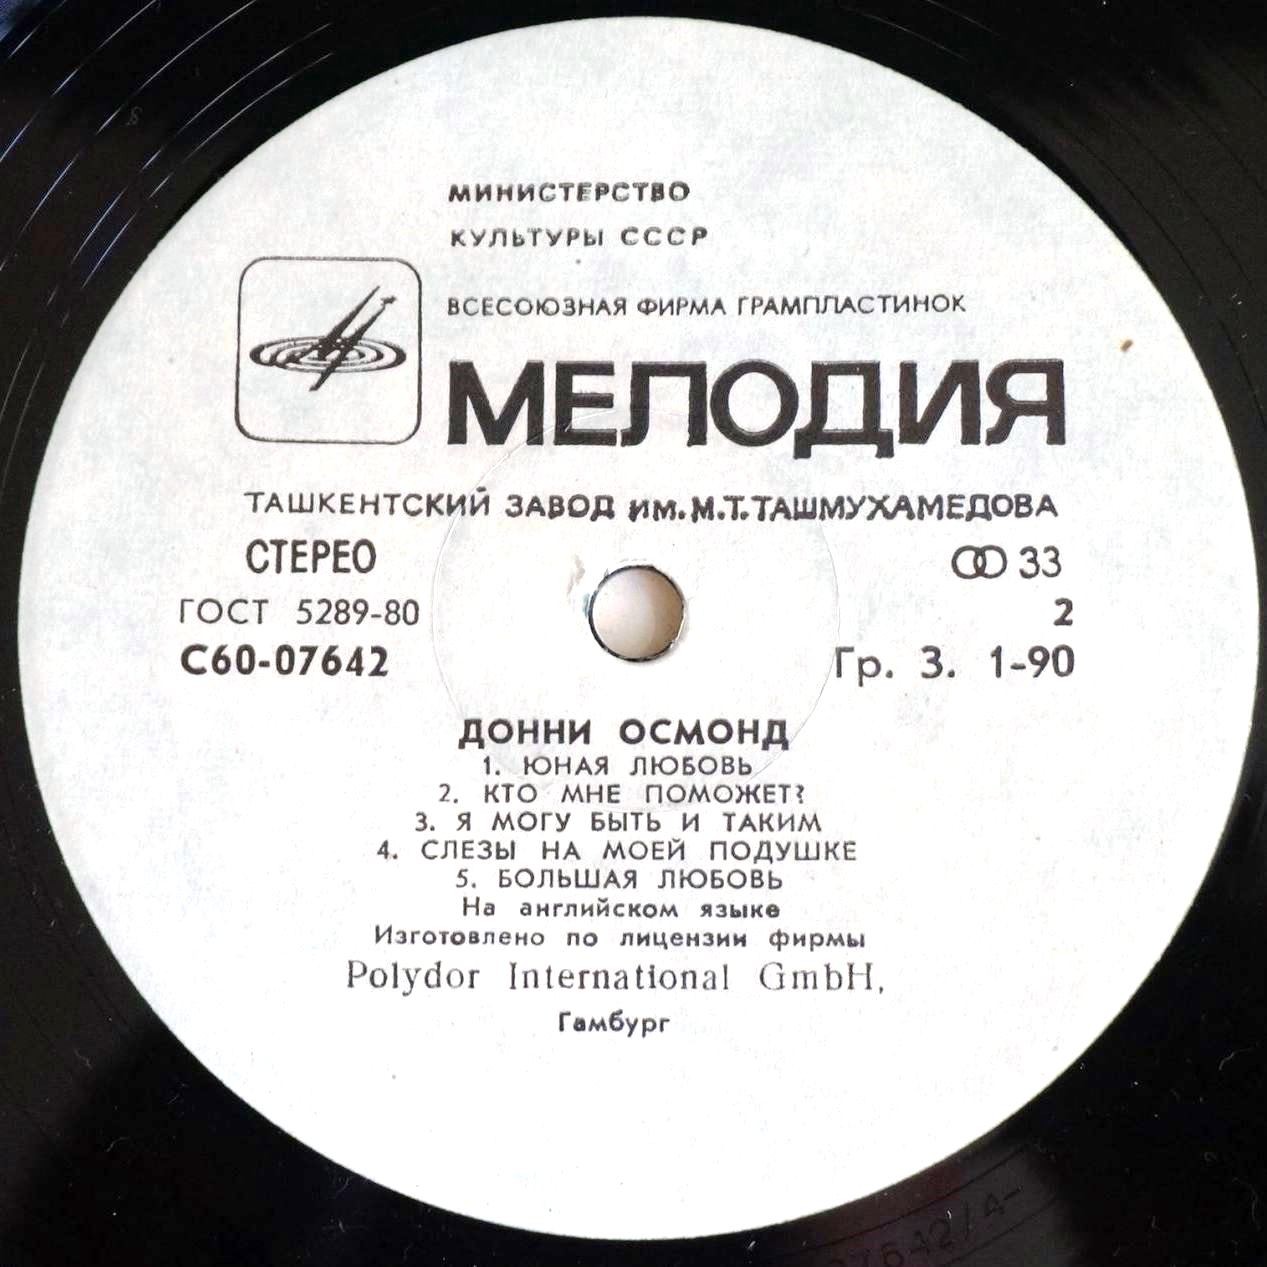 МИНИСТЕРСТВО
КУЛЬТУРЫ СССР
ВСЕСОЮЗНАЯ ФИРМА ГРАМПЛАСТИНОК
МЕЛОДИЯ
ТАШКЕНТСКИЙ ЗАВОД им. М.Т.ТАШМУХАМЕДОВА
СТЕРЕО
33
ГОСТ 5289-80
2
С60-07642
Гр. 3. 1-90
ДОННИ ОСМОНД
1. ЮНАЯ ЛЮБОВЬ
2. КТО МНЕ ПОМОЖЕТ?
3. Я МОГУ БЫТЬ И ТАКИМ
4. СЛЕЗЫ НА МОЕЙ ПОДУШКЕ
5. БОЛЬШАЯ ЛЮБОВЬ
На английском языке
Изготовлено по лицензии фирмы
Polydor International GmbH,
Гамбург